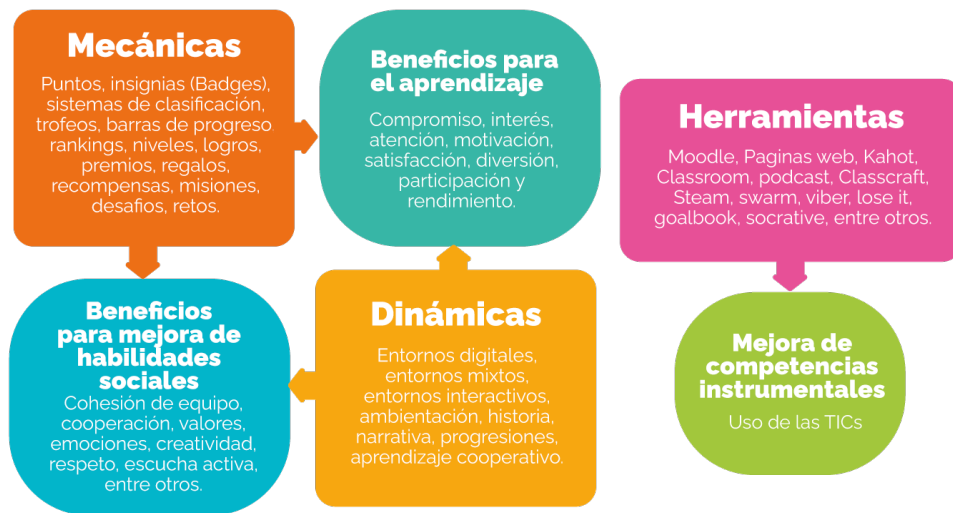 Mecánicas
Puntos, insignias (Badges),
sistemas de clasificación,
trofeos, barras de progreso
rankings, niveles, logros,
premios, regalos,
recompensas, misiones,
desafios, retos.
Beneficios para
el aprendizaje
Compromiso, interés,
atención, motivación,
satisfacción, diversión,
participación y
rendimiento.
Herramientas
Moodle, Paginas web, Kahot,
Classroom, podcast, Classcraft,
Steam, swarm, viber, lose it,
goalbook, socrative, entre otros.
Beneficios
para mejora de
habilidades
sociales
Cohesión de equipo,
cooperación, valores,
emociones, creatividad,
respeto, escucha activa,
entre otros.
Dinámicas
Entornos digitales,
entornos mixtos,
entornos interactivos,
ambientación, historia,
narrativa, progresiones,
aprendizaje cooperativo.
Mejora de
competencias
instrumentales
Uso de las TICs